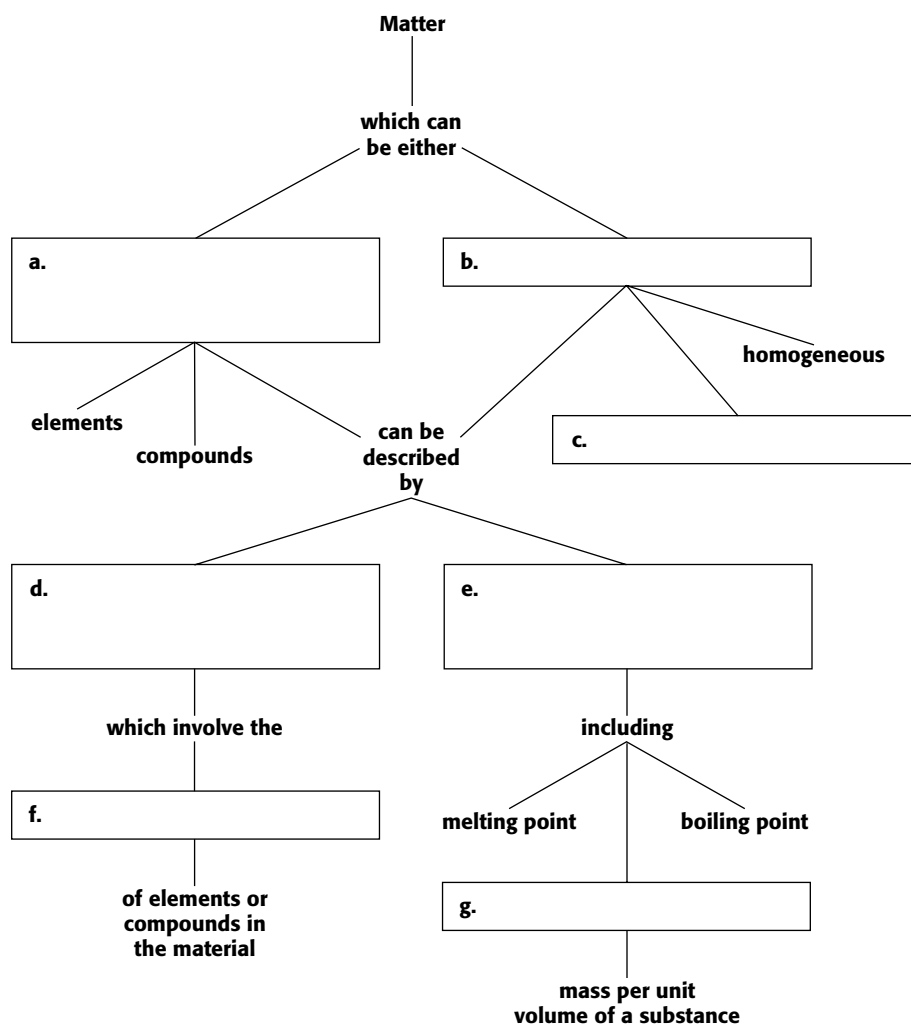 Matter
which can
be either
a.
b.
homogeneous
elements
compounds
can be
described
by
c.
d.
e.
which involve the
including
f.
melting point
boiling point
of elements or
compounds in
the material
g.
mass per unit
volume of a substance